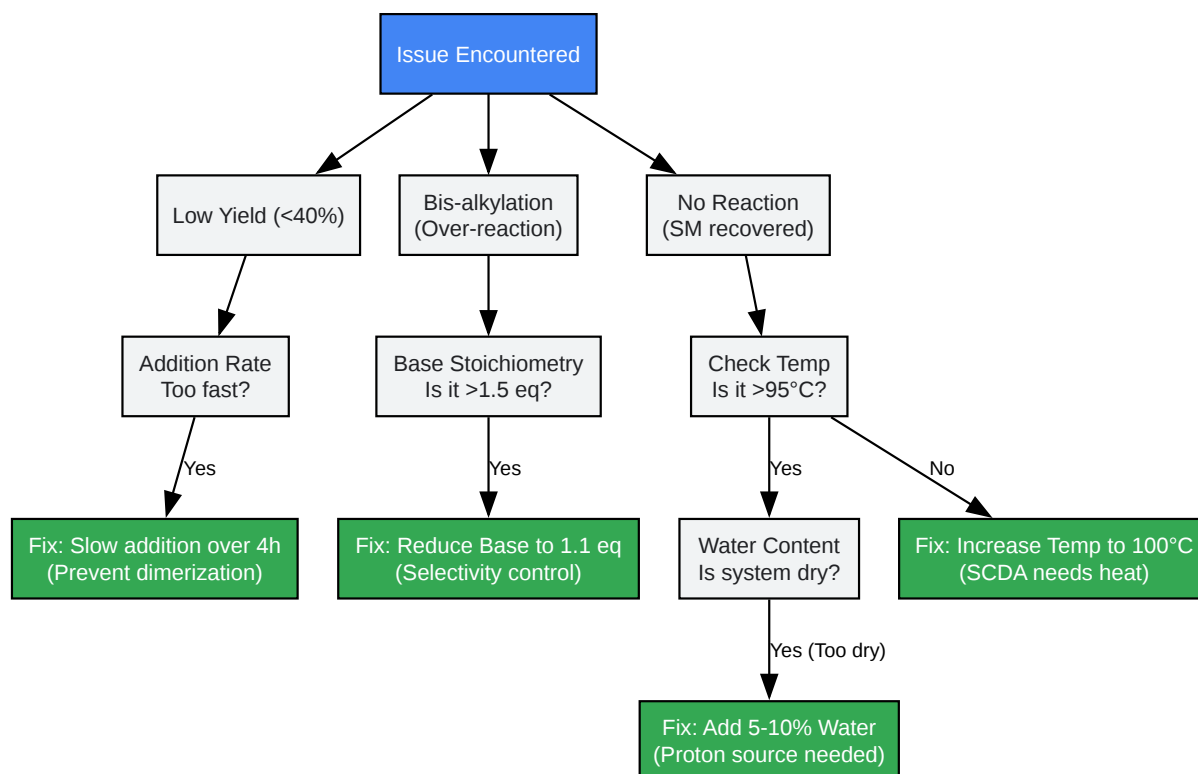 Issue Encountered
Low Yield (<40%)
Bis-alkylation
(Over-reaction)
No Reaction
(SM recovered)
Addition Rate
Too fast?
Base Stoichiometry
Is it >1.5 eq?
Check Temp
Is it >95°C?
Yes
Yes
Yes
No
Fix: Slow addition over 4h
(Prevent dimerization)
Fix: Reduce Base to 1.1 eq
(Selectivity control)
Water Content
Is system dry?
Fix: Increase Temp to 100°C
(SCDA needs heat)
Yes (Too dry)
Fix: Add 5-10% Water
(Proton source needed)